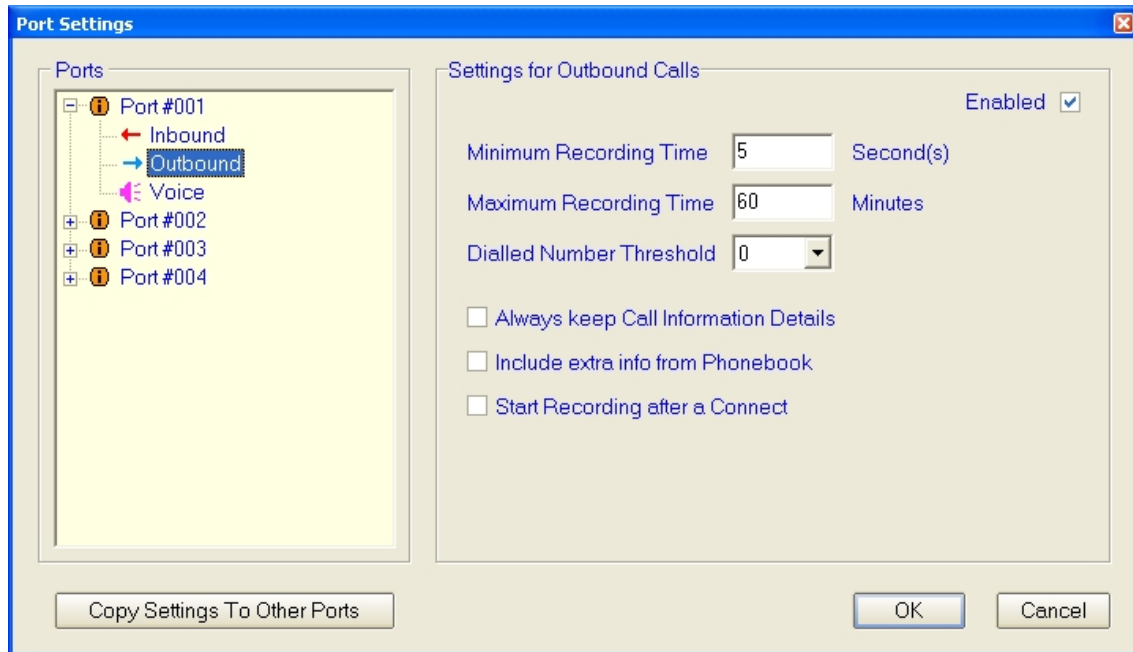 Port Settings
Ports
Port #001
Inbound
Outbound
Voice
Port #002
Port #003
Port #004
Settings for Outbound Calls
Enabled
Minimum Recording Time 5 Second(s)
Maximum Recording Time 60 Minutes
Dialled Number Threshold 0
Always keep Call Information Details
Include extra info from Phonebook
Start Recording after a Connect
Copy Settings To Other Ports
OK
Cancel